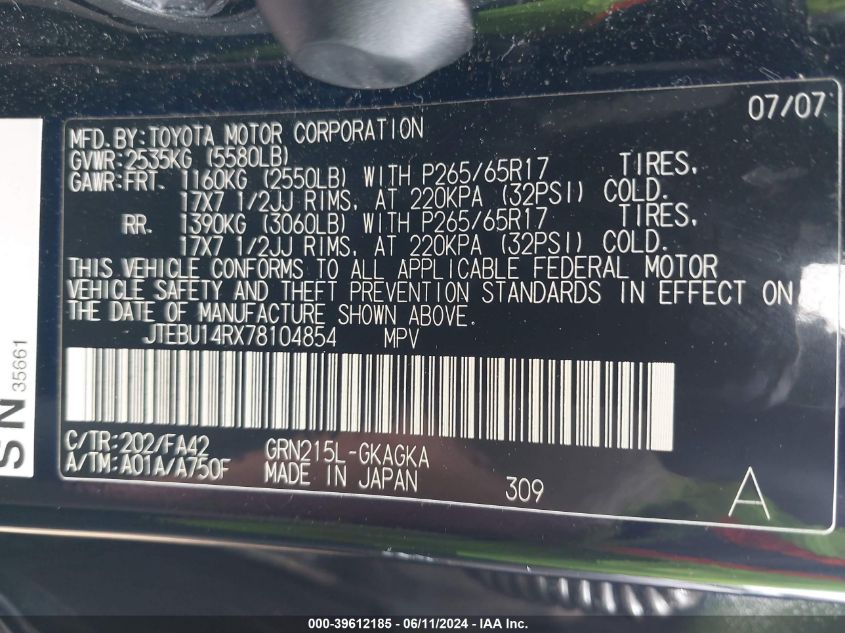 07/07
MFD.BY:TOYOTA MOTOR CORPORATION
GVWR:2535KG (5580LB)
GAWR:FRT. 1160KG (2550LB) WITH P265/65R17 TIRES,
17X7 1/2JJ RIMS, AT 220KPA (32PSI) COLD.
RR. 1390KG (3060LB) WITH P265/65R17 TIRES,
17X7 1/2JJ RIMS, AT 220KPA (32PSI) COLD.
THIS VEHICLE CONFORMS TO ALL APPLICABLE FEDERAL MOTOR
VEHICLE SAFETY AND THEFT PREVENTION STANDARDS IN EFFECT ON
THE DATE OF MANUFACTURE SHOWN ABOVE.
JTEBU14RX78104854 MPV
C/TR:202/FA42 GRN215L-GKAGKA
A/TM:A01A/A750F MADE IN JAPAN 309 A
SN 35661
000-39612185 - 06/11/2024 - IAA Inc.